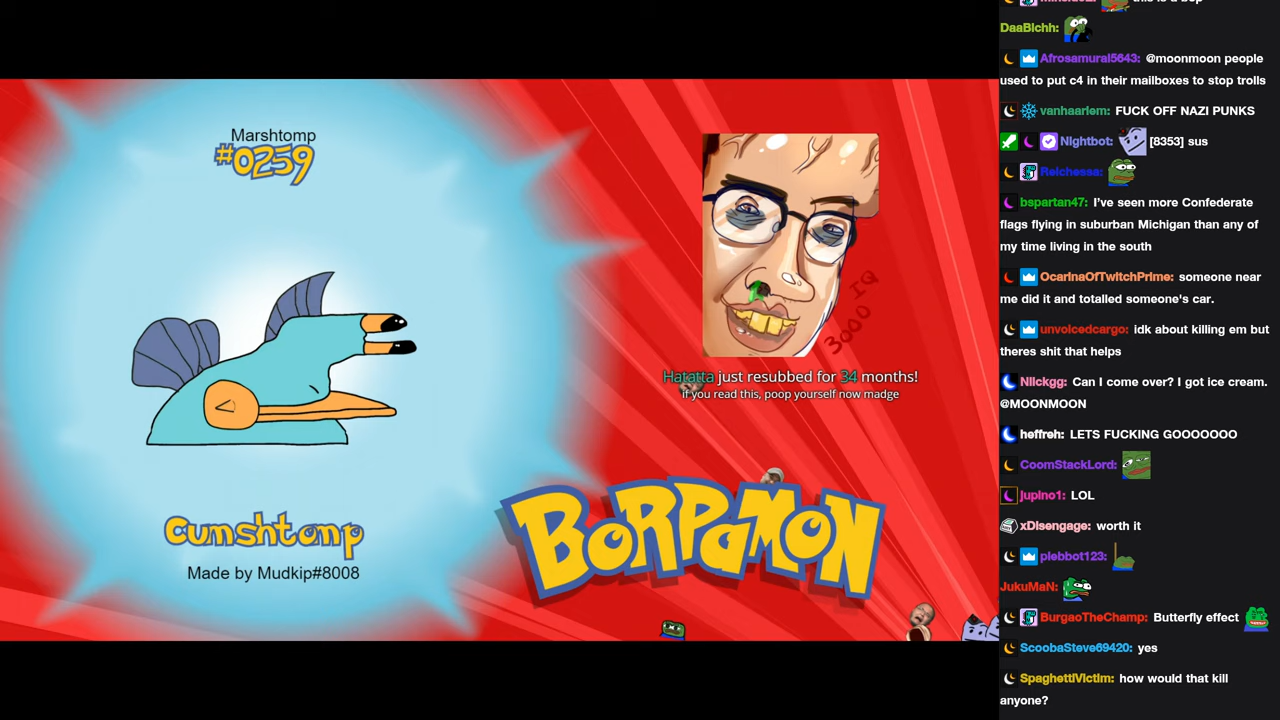 Marshtomp
#0259
Cumshtomp
Made by Mudkip#8008
3000 IQ
Hatatta just resubbed for 34 months!
if you read this, poop yourself now madge
BORPAMON
DaaBichh:
Afrosamurai5643: @moonmoon people
used to put c4 in their mailboxes to stop trolls
vanhaarlem: FUCK OFF NAZI PUNKS
Nightbot: [8353] sus
Reichessa:
bspartan47: I've seen more Confederate
flags flying in suburban Michigan than any of
my time living in the south
OcarinaOfTwitchPrime: someone near
me did it and totalled someone's car.
unvoicedcargo: idk about killing em but
theres shit that helps
Nilckgg: Can I come over? I got ice cream.
@MOONMOON
heffreh: LETS FUCKING GOOOOOOO
CoomStackLord:
jupino1: LOL
xDisengage: worth it
plebbot123:
JukuMaN:
BurgaoTheChamp: Butterfly effect
ScoobaSteve69420: yes
SpaghettiVictim: how would that kill
anyone?